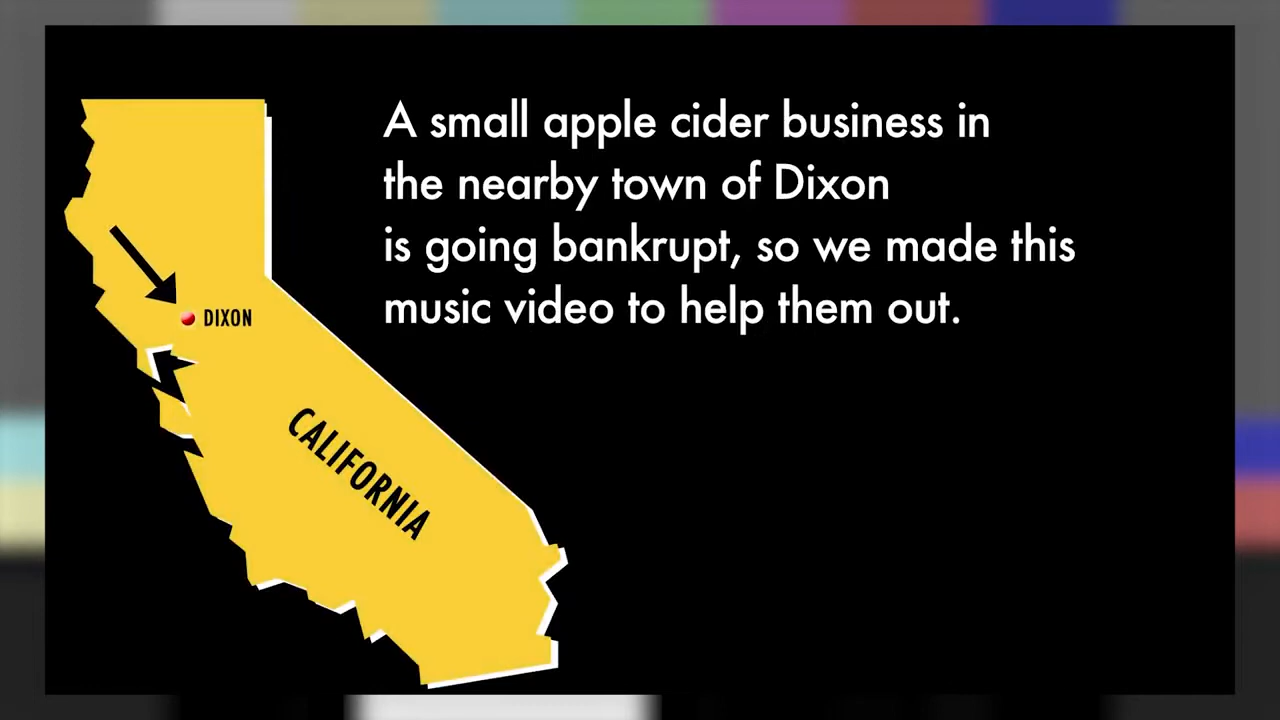 A small apple cider business in
the nearby town of Dixon
is going bankrupt, so we made this
music video to help them out.
DIXON
CALIFORNIA